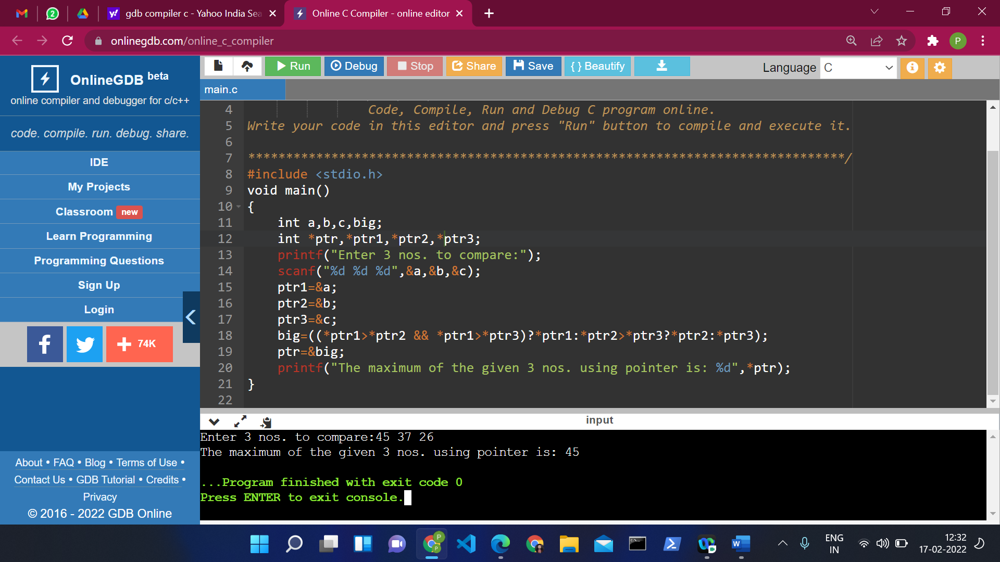 2
gdb compiler c - Yahoo India Sea
Online C Compiler - online editor
onlinegdb.com/online_c_compiler
P
OnlineGDB beta
online compiler and debugger for c/c++
code. compile. run. debug. share.
IDE
My Projects
Classroom new
Learn Programming
Programming Questions
Sign Up
Login
f
74K
About • FAQ • Blog • Terms of Use •
Contact Us • GDB Tutorial • Credits •
Privacy
© 2016 - 2022 GDB Online
Run Debug Stop Share Save { } Beautify Language C
main.c
4 Code, Compile, Run and Debug C program online.
5 Write your code in this editor and press "Run" button to compile and execute it.
6
7 *******************************************************************************/
8 #include <stdio.h>
9 void main()
10 {
11 int a,b,c,big;
12 int *ptr,*ptr1,*ptr2,*ptr3;
13 printf("Enter 3 nos. to compare:");
14 scanf("%d %d %d",&a,&b,&c);
15 ptr1=&a;
16 ptr2=&b;
17 ptr3=&c;
18 big=((*ptr1>*ptr2 && *ptr1>*ptr3)?*ptr1:*ptr2>*ptr3?*ptr2:*ptr3);
19 ptr=&big;
20 printf("The maximum of the given 3 nos. using pointer is: %d",*ptr);
21 }
22
input
Enter 3 nos. to compare:45 37 26
The maximum of the given 3 nos. using pointer is: 45
...Program finished with exit code 0
Press ENTER to exit console.
P
P
W
ENG
IN
12:32
17-02-2022